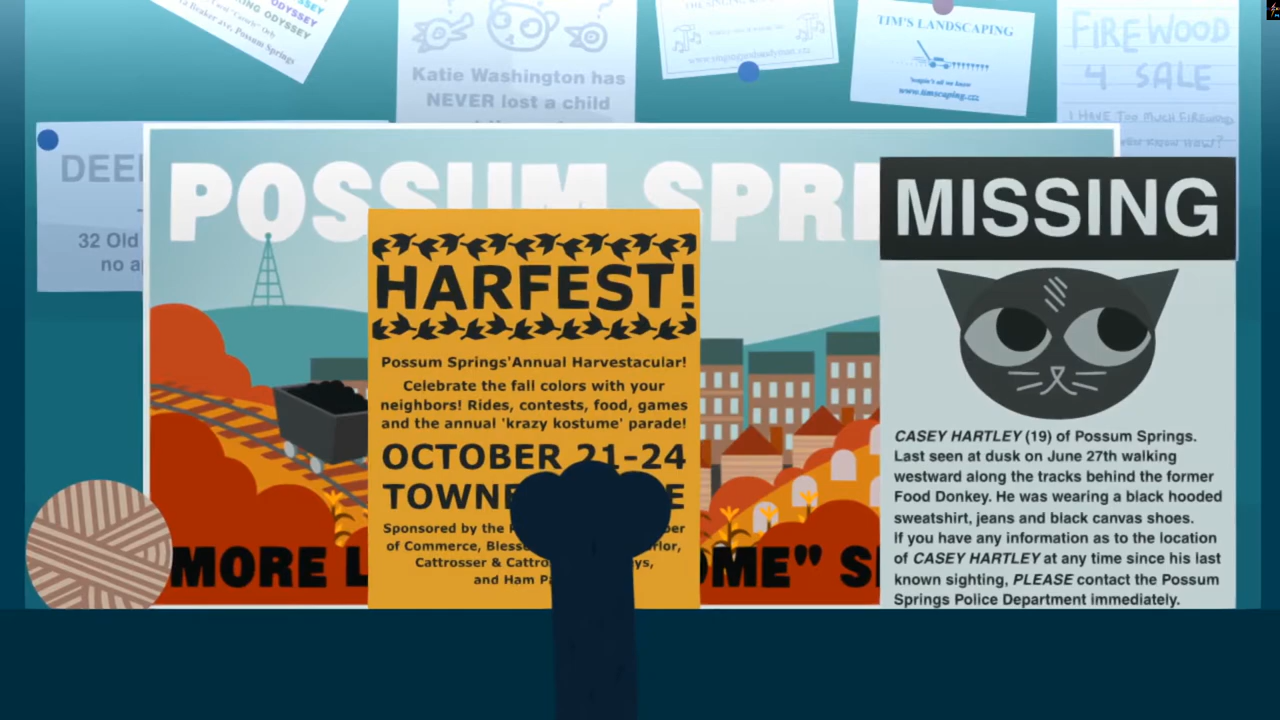 ODYSSEY
KING ODYSSEY
Possum Springs
Katie Washington has
NEVER lost a child
TIM'S LANDSCAPING
www.timscaping.czz
FIREWOOD
4 SALE
I HAVE TOO MUCH FIREWOOD
DEE
32 Old
no
POSSUM SPRI
HARFEST!
Possum Springs'Annual Harvestacular!
Celebrate the fall colors with your
neighbors! Rides, contests, food, games
and the annual 'krazy kostume' parade!
OCTOBER 21-24
TOWNE
Sponsored by the
of Commerce,
Cattrosser &
and Ham
MORE L OME" S
MISSING
CASEY HARTLEY (19) of Possum Springs.
Last seen at dusk on June 27th walking
westward along the tracks behind the former
Food Donkey. He was wearing a black hooded
sweatshirt, jeans and black canvas shoes.
If you have any information as to the location
of CASEY HARTLEY at any time since his last
known sighting, PLEASE contact the Possum
Springs Police Department immediately.